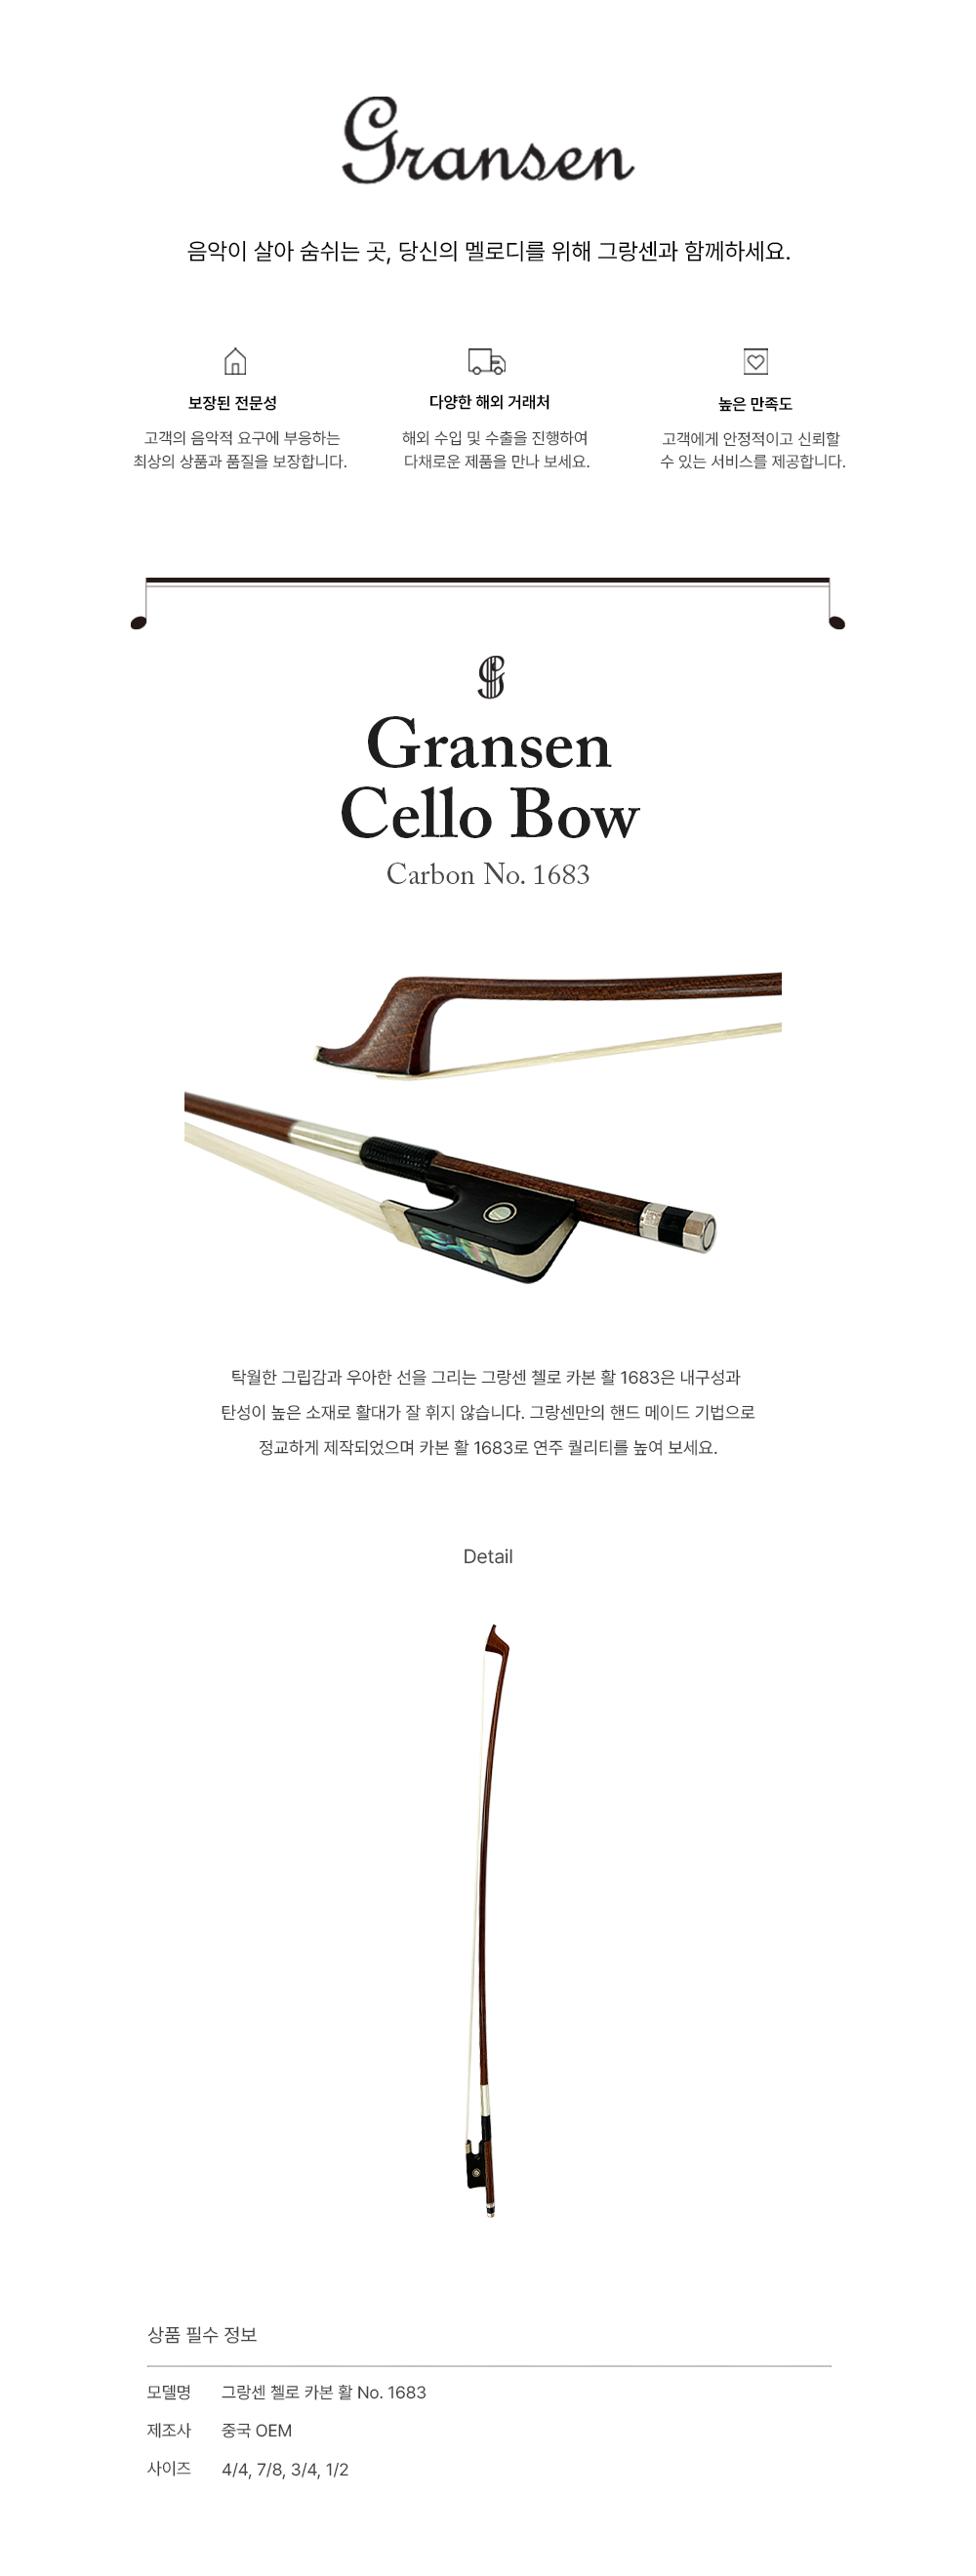 Gransen
음악이 살아 숨쉬는 곳, 당신의 멜로디를 위해 그랑센과 함께하세요.
보장된 전문성
고객의 음악적 요구에 부응하는
최상의 상품과 품질을 보장합니다.
다양한 해외 거래처
해외 수입 및 수출을 진행하여
다채로운 제품을 만나 보세요.
높은 만족도
고객에게 안정적이고 신뢰할
수 있는 서비스를 제공합니다.
Gransen
Cello Bow
Carbon No. 1683
탁월한 그립감과 우아한 선을 그리는 그랑센 첼로 카본 활 1683은 내구성과
탄성이 높은 소재로 활대가 잘 휘지 않습니다. 그랑센만의 핸드 메이드 기법으로
정교하게 제작되었으며 카본 활 1683로 연주 퀄리티를 높여 보세요.
Detail
상품 필수 정보
모델명 그랑센 첼로 카본 활 No. 1683
제조사 중국 OEM
사이즈 4/4, 7/8, 3/4, 1/2